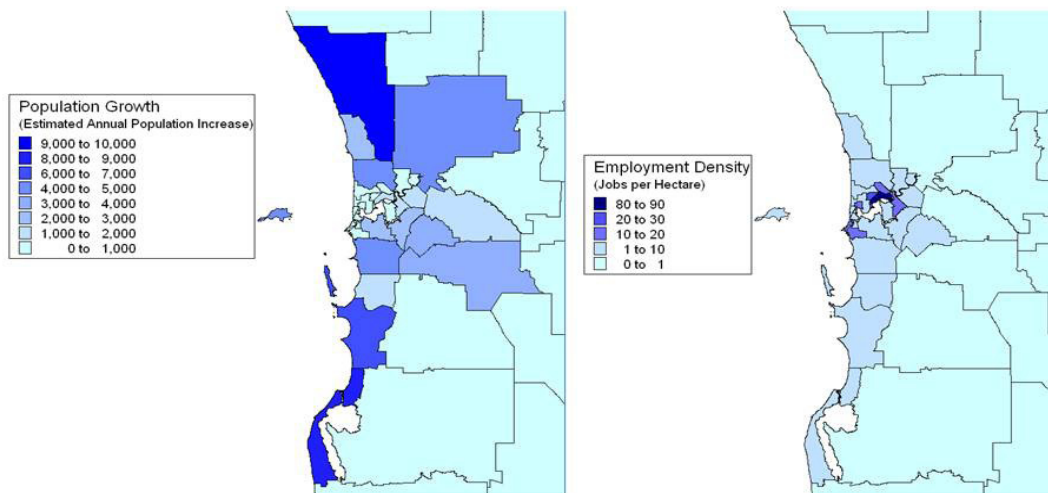 Population Growth
(Estimated Annual Population Increase)
9,000 to 10,000
8,000 to 9,000
6,000 to 7,000
4,000 to 5,000
3,000 to 4,000
2,000 to 3,000
1,000 to 2,000
0 to 1,000
Employment Density
(Jobs per Hectare)
80 to 90
20 to 30
10 to 20
1 to 10
0 to 1